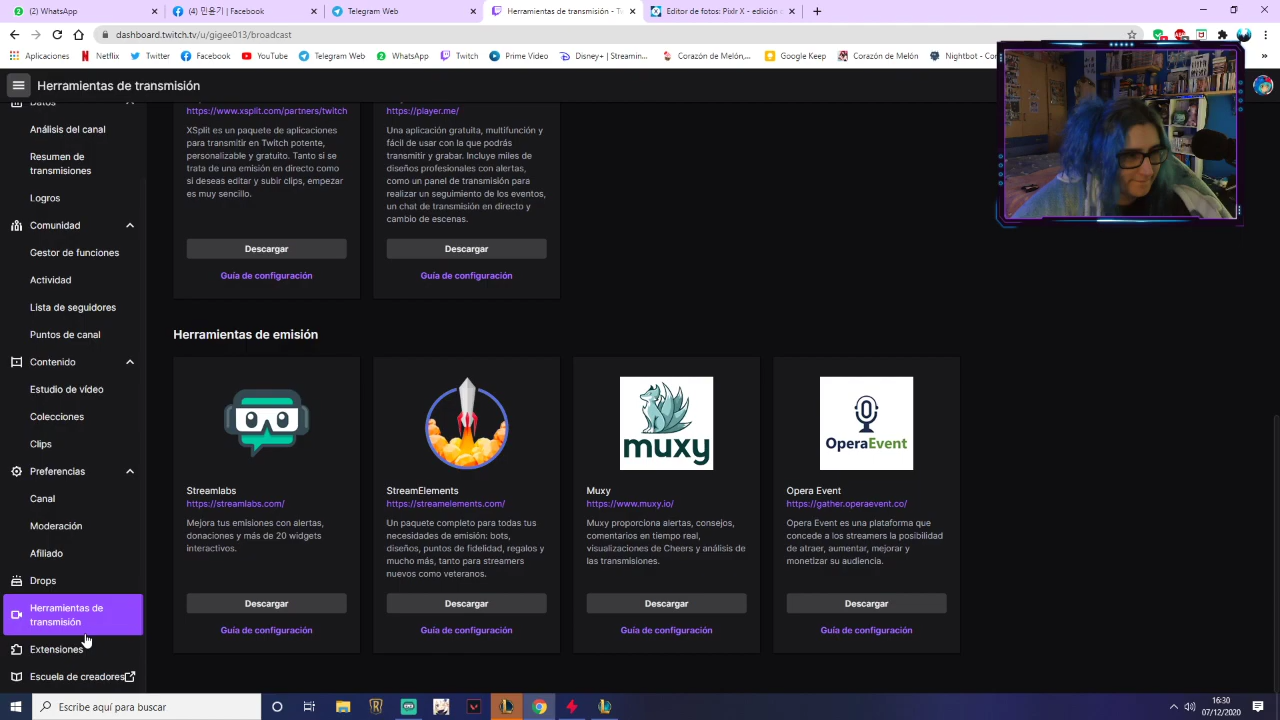 (2) WhatsApp
(4) 민윤기 | Facebook
Telegram Web
Herramientas de transmisión - Tw
Editor de fotos: Pixlr X - edición d
dashboard.twitch.tv/u/gigee013/broadcast
Aplicaciones
Netflix
Twitter
Facebook
YouTube
Telegram Web
WhatsApp
Twitch
Prime Video
Disney+ | Streamin...
Corazón de Melón,...
Google Keep
Corazón de Melón...
Nightbot - Co
»
Herramientas de transmisión
Datos
Análisis del canal
Resumen de
transmisiones
Logros
Comunidad
Gestor de funciones
Actividad
Lista de seguidores
Puntos de canal
Contenido
Estudio de vídeo
Colecciones
Clips
Preferencias
Canal
Moderación
Afiliado
Drops
Herramientas de
transmisión
Extensiones
Escuela de creadores
https://www.xsplit.com/partners/twitch
XSplit es un paquete de aplicaciones
para transmitir en Twitch potente,
personalizable y gratuito. Tanto si se
trata de una emisión en directo como
si deseas editar y subir clips, empezar
es muy sencillo.
Descargar
Guía de configuración
https://player.me/
Una aplicación gratuita, multifunción y
fácil de usar con la que podrás
transmitir y grabar. Incluye miles de
diseños profesionales con alertas,
como un panel de transmisión para
realizar un seguimiento de los eventos,
un chat de transmisión en directo y
cambio de escenas.
Descargar
Guía de configuración
Herramientas de emisión
Streamlabs
https://streamlabs.com/
Mejora tus emisiones con alertas,
donaciones y más de 20 widgets
interactivos.
Descargar
Guía de configuración
StreamElements
https://streamelements.com/
Un paquete completo para todas tus
necesidades de emisión: bots,
diseños, puntos de fidelidad, regalos y
mucho más, tanto para streamers
nuevos como veteranos.
Descargar
Guía de configuración
muxy
Muxy
https://www.muxy.io/
Muxy proporciona alertas, consejos,
comentarios en tiempo real,
visualizaciones de Cheers y análisis de
las transmisiones.
Descargar
Guía de configuración
OperaEvent
Opera Event
https://gather.operaevent.co/
Opera Event es una plataforma que
concede a los streamers la posibilidad
de atraer, aumentar, mejorar y
monetizar su audiencia.
Descargar
Guía de configuración
Escribe aquí para buscar
16:30
07/12/2020